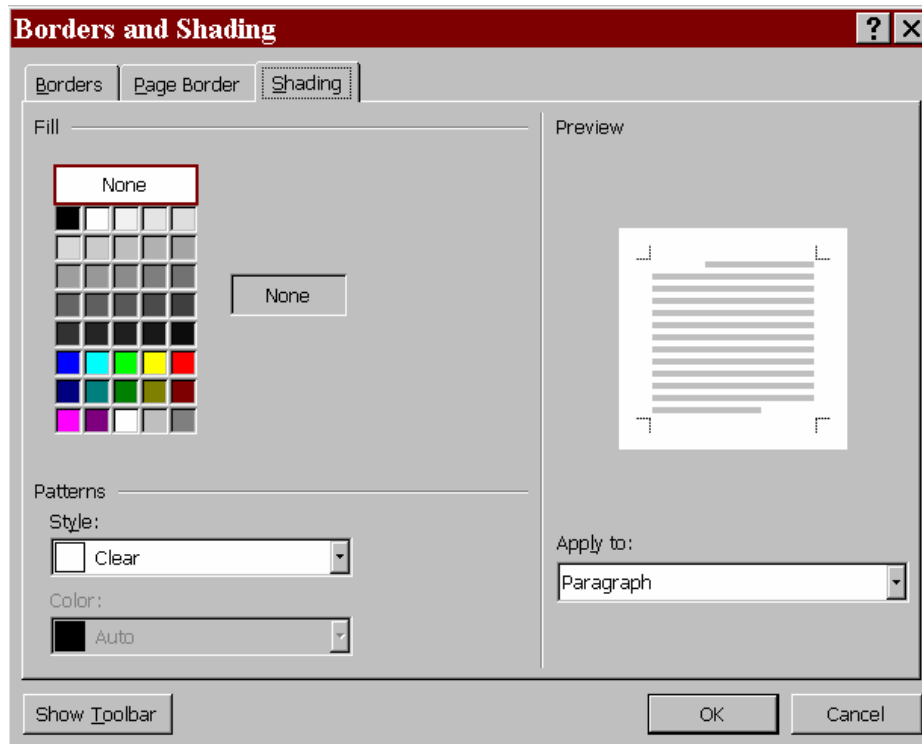 Borders and Shading
Borders
Page Border
Shading
Fill
None
None
Patterns
Style:
Clear
Color:
Auto
Preview
Apply to:
Paragraph
Show Toolbar
OK
Cancel